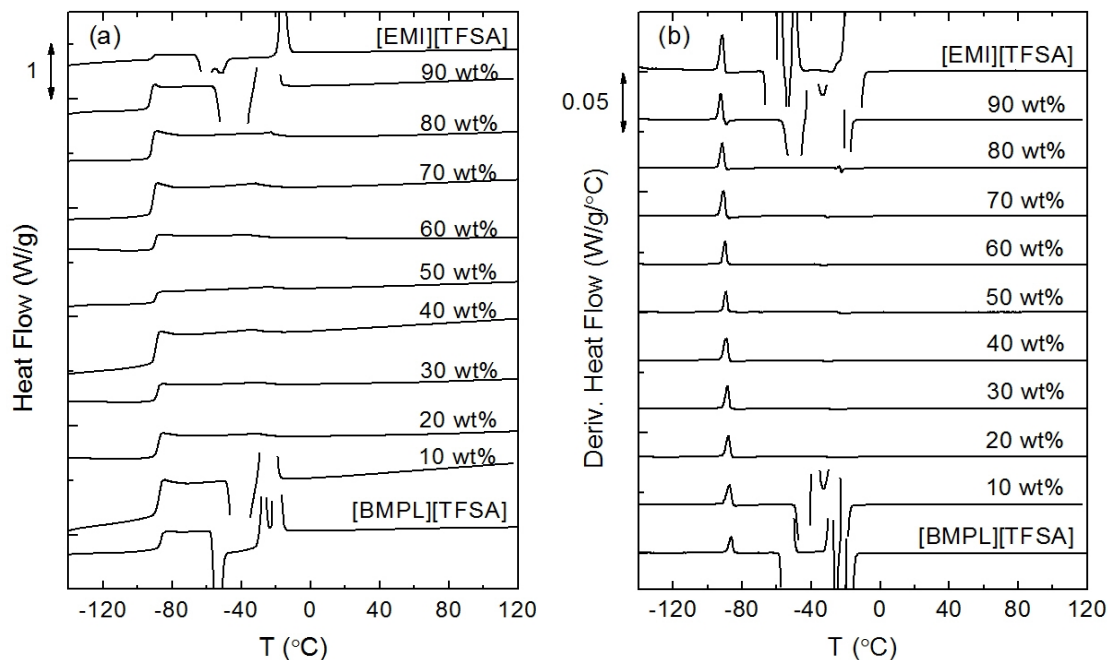 (a)
[EMI][TFSA]
1
90 wt%
80 wt%
70 wt%
60 wt%
50 wt%
40 wt%
30 wt%
20 wt%
10 wt%
[BMPL][TFSA]
Heat Flow (W/g)
-120 -80 -40 0 40 80 120
T (°C)
(b)
[EMI][TFSA]
0.05
90 wt%
80 wt%
70 wt%
60 wt%
50 wt%
40 wt%
30 wt%
20 wt%
10 wt%
[BMPL][TFSA]
Deriv. Heat Flow (W/g/°C)
-120 -80 -40 0 40 80 120
T (°C)